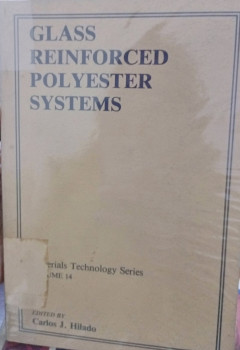 GLASS
REINFORCED
POLYESTER
SYSTEMS
erials Technology Series
UME 14
EDITED BY
Carlos J. Hilado